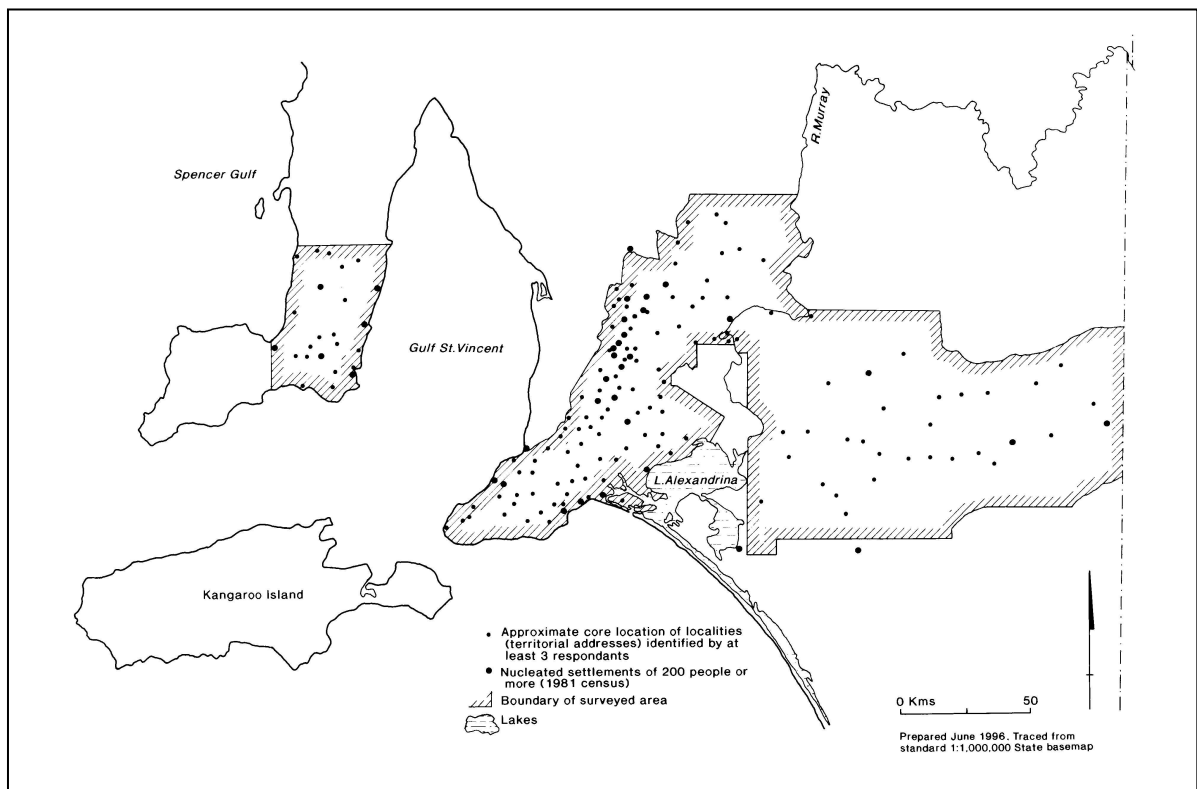 R.Murray
Spencer Gulf
Gulf St.Vincent
L.Alexandrina
Kangaroo Island
Approximate core location of localities
(territorial addresses) identified by at
least 3 respondants
Nucleated settlements of 200 people or
more (1981 census)
Boundary of surveyed area
Lakes
0 Kms 50
Prepared June 1996. Traced from
standard 1:1,000,000 State basemap